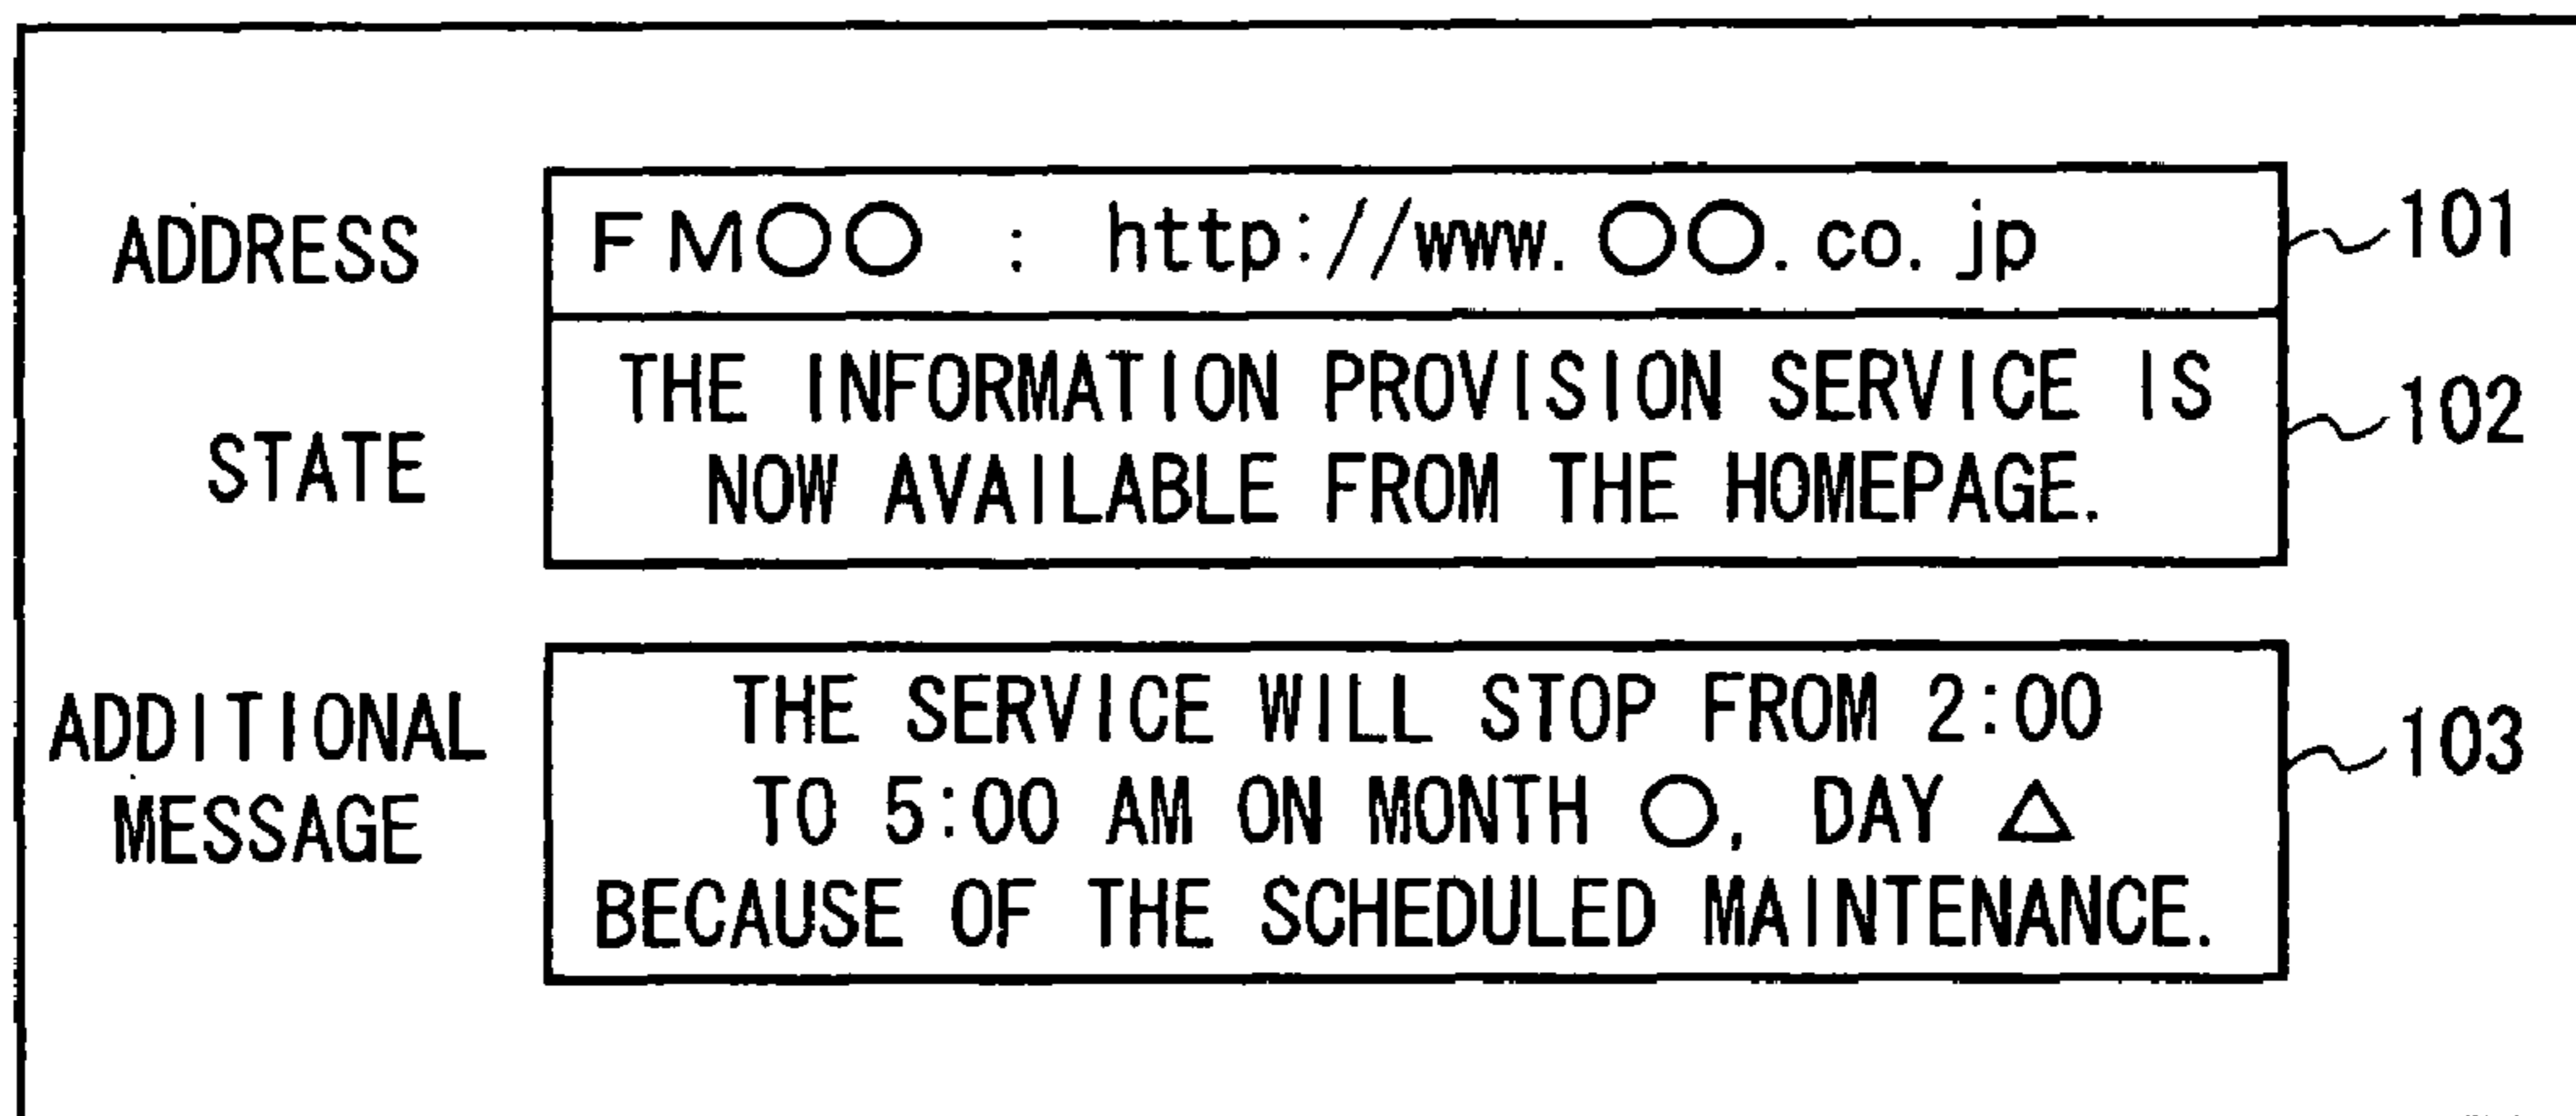 ADDRESS FM○○ : http://www.○○.co.jp 101
STATE THE INFORMATION PROVISION SERVICE IS
NOW AVAILABLE FROM THE HOMEPAGE. 102
ADDITIONAL
MESSAGE
THE SERVICE WILL STOP FROM 2:00
TO 5:00 AM ON MONTH ○, DAY △
BECAUSE OF THE SCHEDULED MAINTENANCE.
103